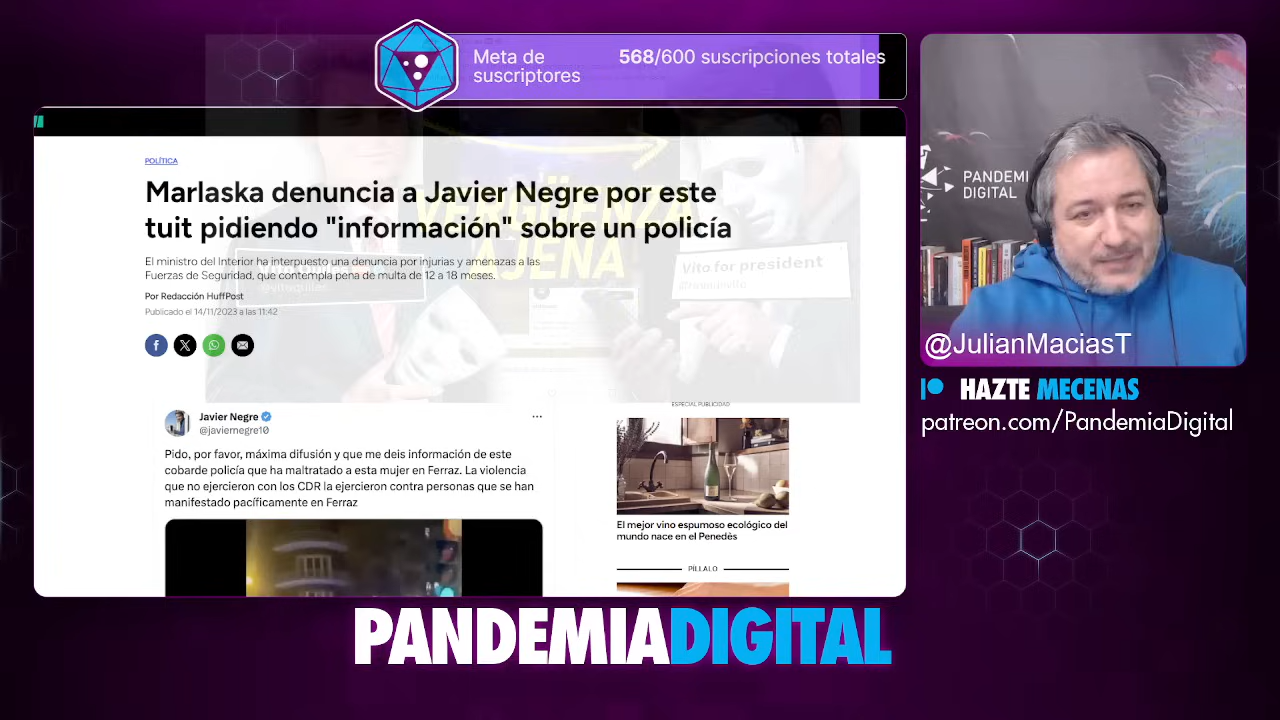 Meta de
suscriptores
568/600 suscripciones totales
POLÍTICA
Marlaska denuncia a Javier Negre por este
tuit pidiendo "información" sobre un policía
El ministro del Interior ha interpuesto una denuncia por injurias y amenazas a las
Fuerzas de Seguridad, que contempla pena de multa de 12 a 18 meses.
Por Redacción HuffPost
Publicado el 14/11/2023 a las 11:42
VERGÜENZA
AJENA
Vito for president
Javier Negre
@javiernegre10
Pido, por favor, máxima difusión y que me deis información de este
cobarde policía que ha maltratado a esta mujer en Ferraz. La violencia
que no ejercieron con los CDR la ejercieron contra personas que se han
manifestado pacíficamente en Ferraz
ESPECIAL PUBLICIDAD
El mejor vino espumoso ecológico del
mundo nace en el Penedès
PÍLLALO
PANDEMI
DIGITAL
@JulianMaciasT
HAZTE MECENAS
patreon.com/PandemiaDigital
PANDEMIADIGITAL